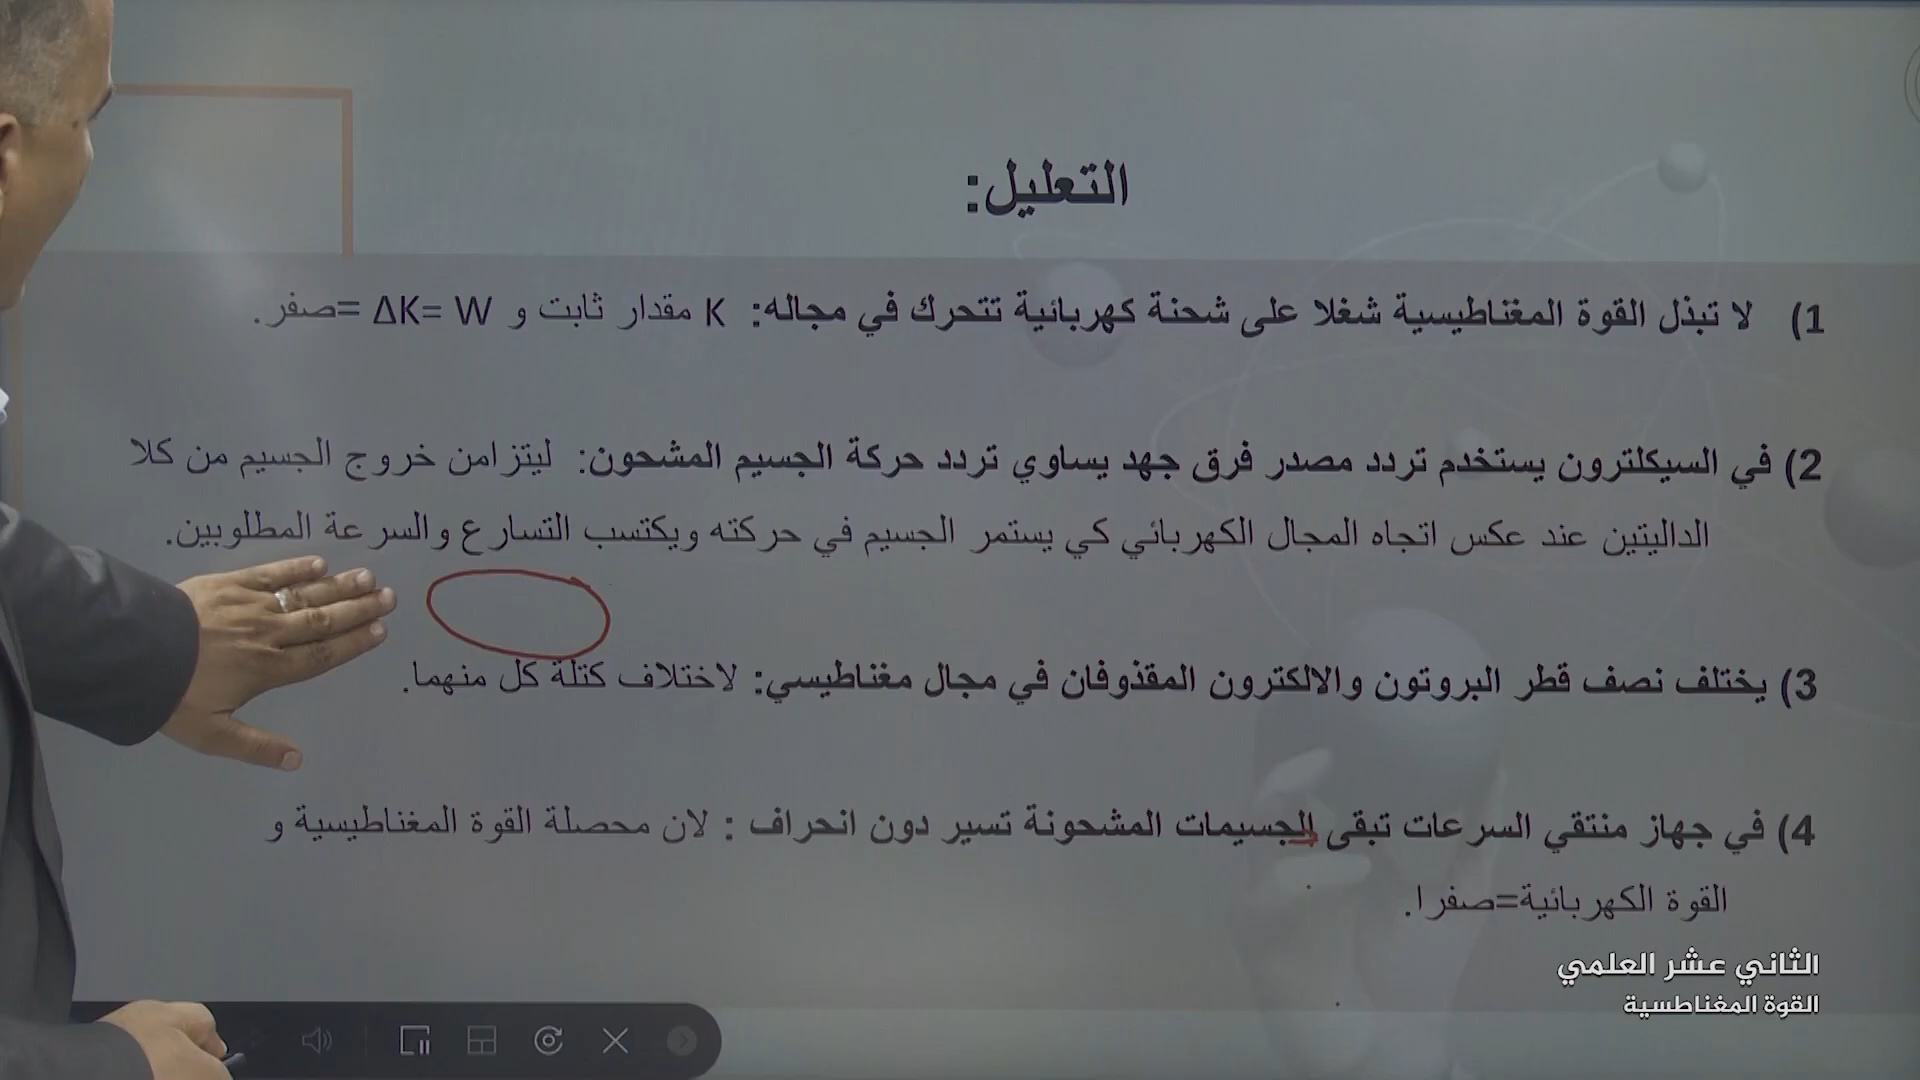 التعليل:
1) لا تبذل القوة المغناطيسية شغلا على شحنة كهربائية تتحرك في مجاله: K مقدار ثابت و ΔK= W =صفر.
2) في السيكلترون يستخدم تردد مصدر فرق جهد يساوي تردد حركة الجسيم المشحون: ليتزامن خروج الجسيم من كلا
الداليتين عند عكس اتجاه المجال الكهربائي كي يستمر الجسيم في حركته ويكتسب التسارع والسرعة المطلوبين.
3) يختلف نصف قطر البروتون والالكترون المقذوفان في مجال مغناطيسي: لاختلاف كتلة كل منهما.
4) في جهاز منتقي السرعات تبقى الجسيمات المشحونة تسير دون انحراف : لان محصلة القوة المغناطيسية و
القوة الكهربائية=صفرا.
الثاني عشر العلمي
القوة المغناطسية